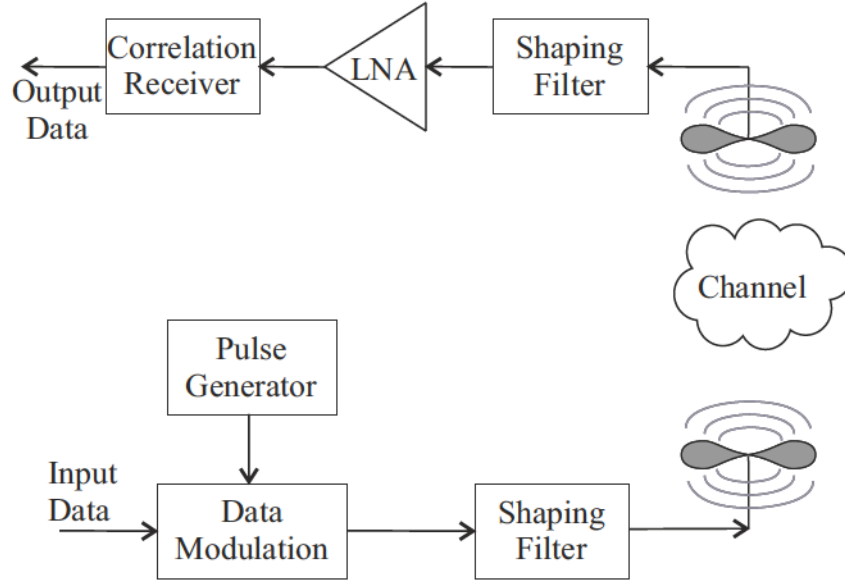 Correlation
Receiver
LNA
Shaping
Filter
Output
Data
Channel
Pulse
Generator
Input
Data
Data
Modulation
Shaping
Filter